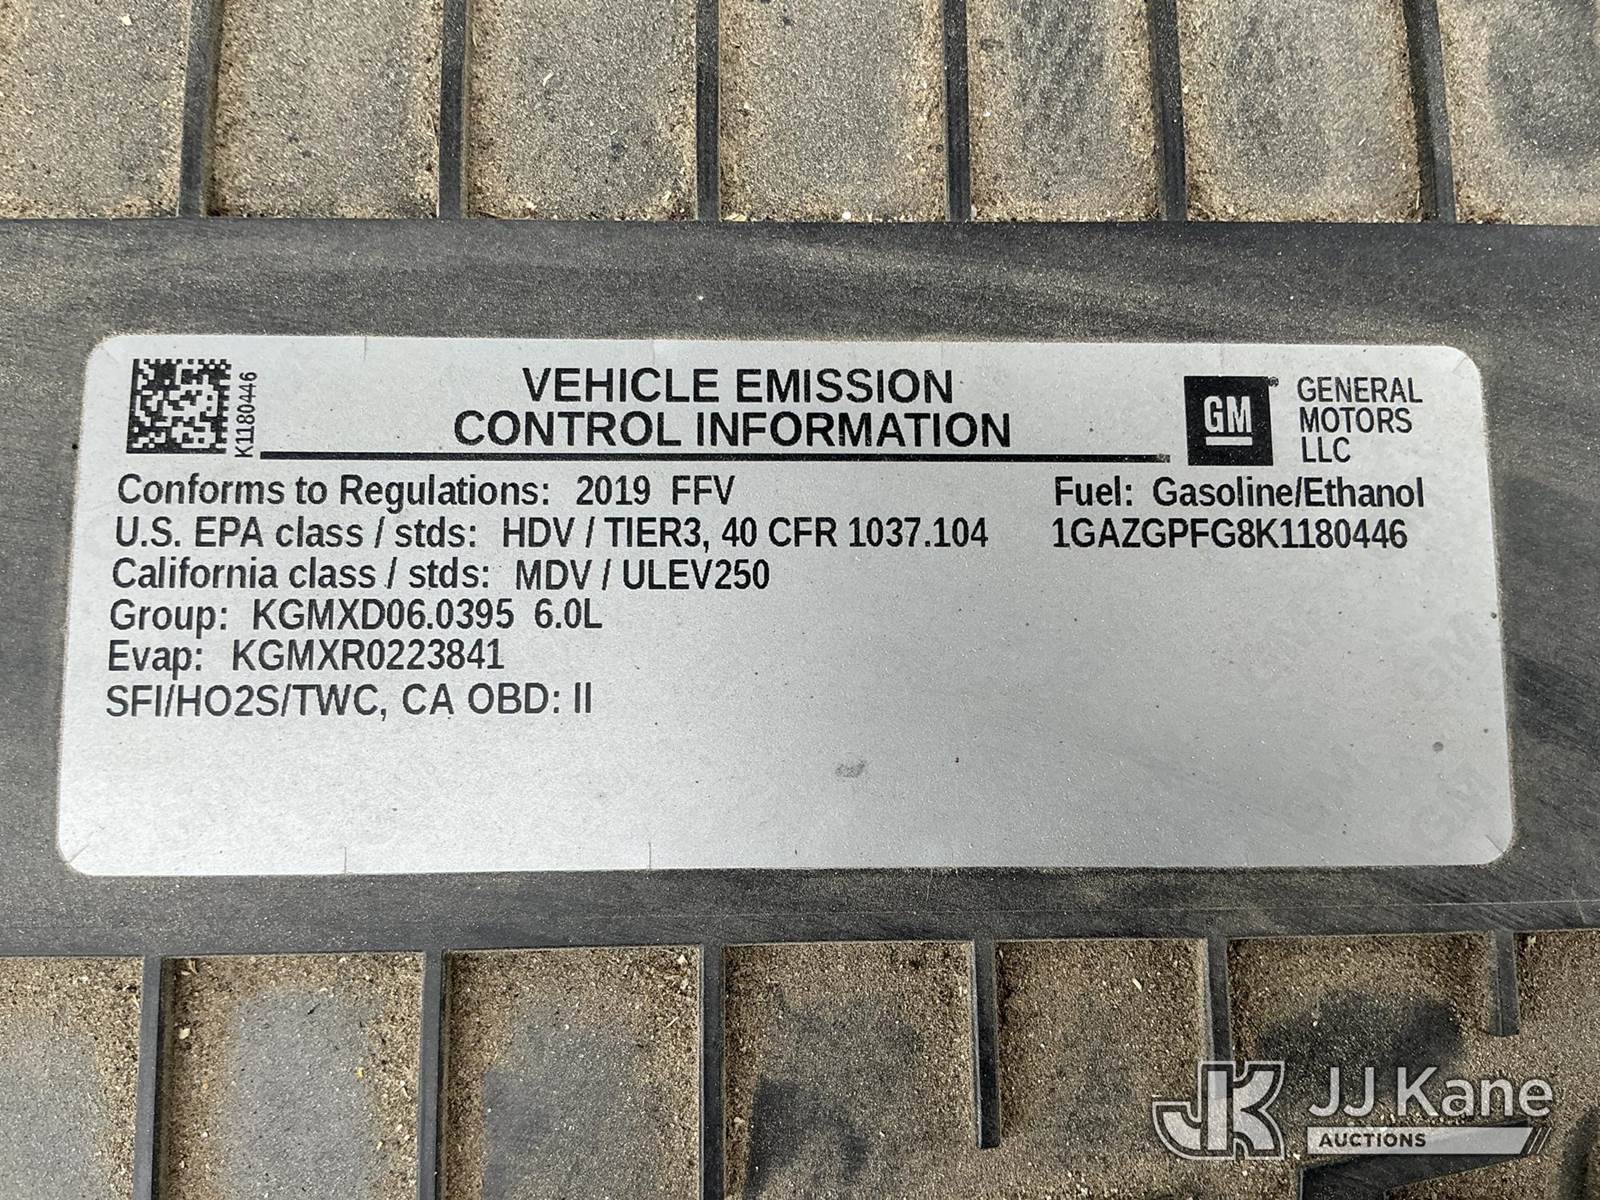 K1180446
VEHICLE EMISSION
CONTROL INFORMATION
GM
GENERAL
MOTORS
LLC
Conforms to Regulations: 2019 FFV
Fuel: Gasoline/Ethanol
U.S. EPA class / stds: HDV / TIER3, 40 CFR 1037.104
1GAZGPFG8K1180446
California class / stds: MDV / ULEV250
Group: KGMXD06.0395 6.0L
Evap: KGMXR0223841
SFI/HO2S/TWC, CA OBD: II
JK JJ Kane
AUCTIONS